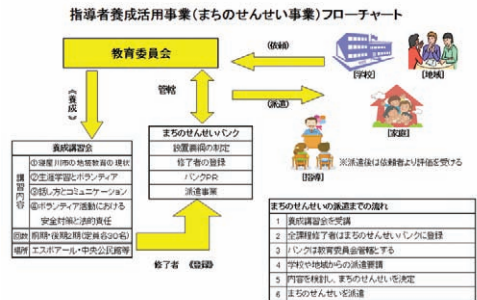 指導者養成活用事業(まちのせんせい事業)フローチャート
教育委員会
《依頼》
[学校]
[地域]
《養成》
管轄
《派遣》
[家庭]
養成講習会
講習内容
①寝屋川市の地域教育の現状
②生涯学習とボランティア
③話し方とコミュニケーション
④ボランティア活動における
安全対策と法的責任
回数
前期・後期2期(定員各30名)
場所
エスポアール・中央公民館等
まちのせんせいバンク
設置要綱の制定
修了者の登録
バンクPR
派遣事業
[指導]
※派遣後は依頼者より評価を受ける
修了者
《登録》
まちのせんせいの派遣までの流れ
1 養成講習会を受講
2 全課程修了者はまちのせんせいバンクに登録
3 バンクは教育委員会管轄とする
4 学校や地域からの派遣要請
5 内容を検討し、まちのせんせいを決定
6 まちのせんせいを派遣